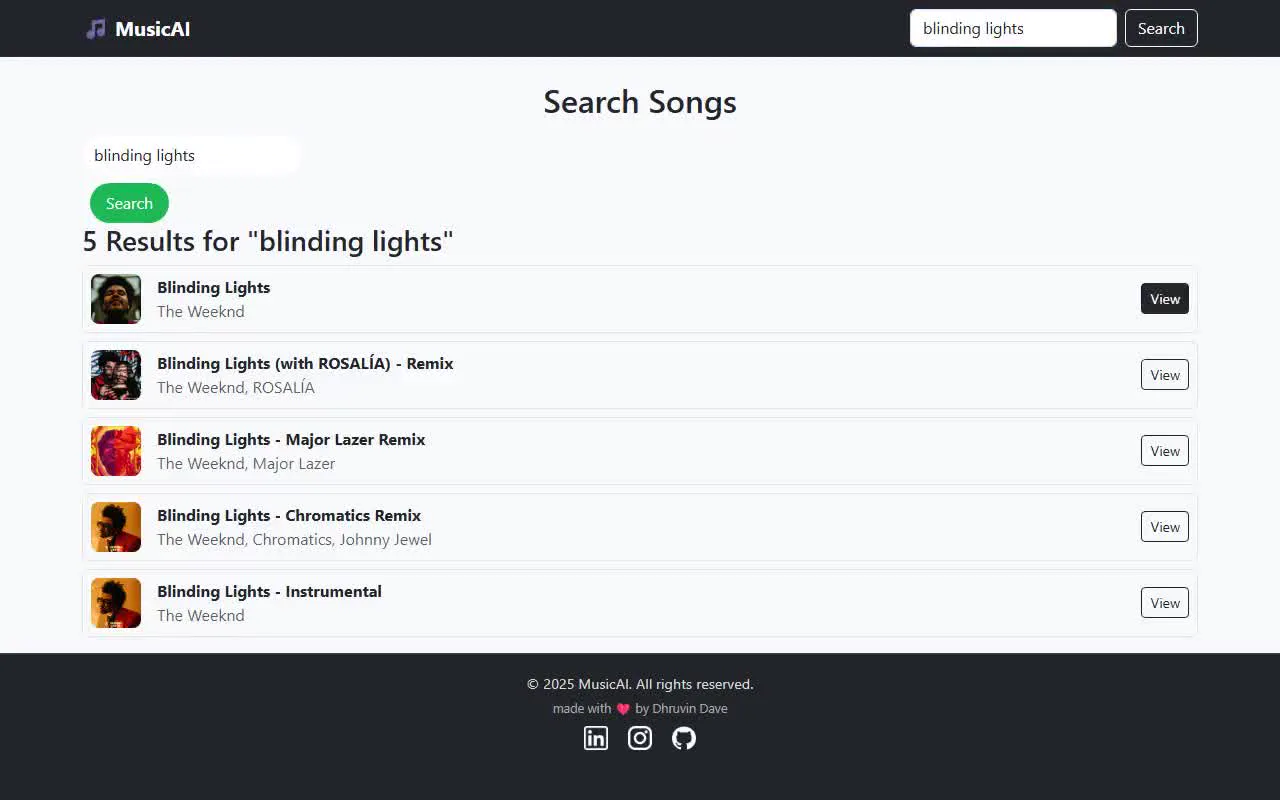 MusicAI
blinding lights
Search
Search Songs
blinding lights
Search
5 Results for "blinding lights"
Blinding Lights
The Weeknd
View
Blinding Lights (with ROSALÍA) - Remix
The Weeknd, ROSALÍA
View
Blinding Lights - Major Lazer Remix
The Weeknd, Major Lazer
View
Blinding Lights - Chromatics Remix
The Weeknd, Chromatics, Johnny Jewel
View
Blinding Lights - Instrumental
The Weeknd
View
© 2025 MusicAI. All rights reserved.
made with 💖 by Dhruvin Dave